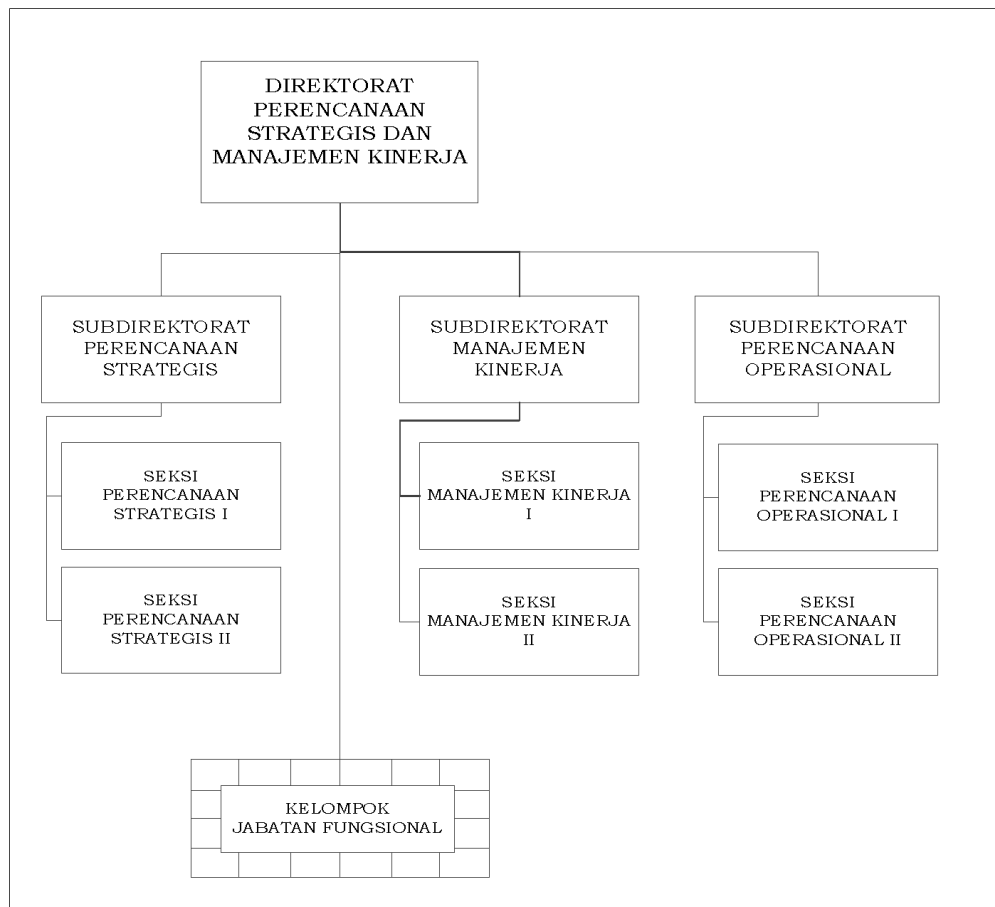 DIREKTORAT
PERENCANAAN
STRATEGIS DAN
MANAJEMEN KINERJA
SUBDIREKTORAT
PERENCANAAN
STRATEGIS
SUBDIREKTORAT
MANAJEMEN
KINERJA
SUBDIREKTORAT
PERENCANAAN
OPERASIONAL
SEKSI
PERENCANAAN
STRATEGIS I
SEKSI
MANAJEMEN KINERJA
I
SEKSI
PERENCANAAN
OPERASIONAL I
SEKSI
PERENCANAAN
STRATEGIS II
SEKSI
MANAJEMEN KINERJA
II
SEKSI
PERENCANAAN
OPERASIONAL II
KELOMPOK
JABATAN FUNGSIONAL